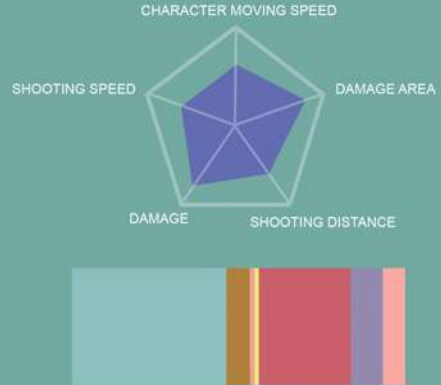 CHARACTER MOVING SPEED
SHOOTING SPEED
DAMAGE AREA
DAMAGE
SHOOTING DISTANCE